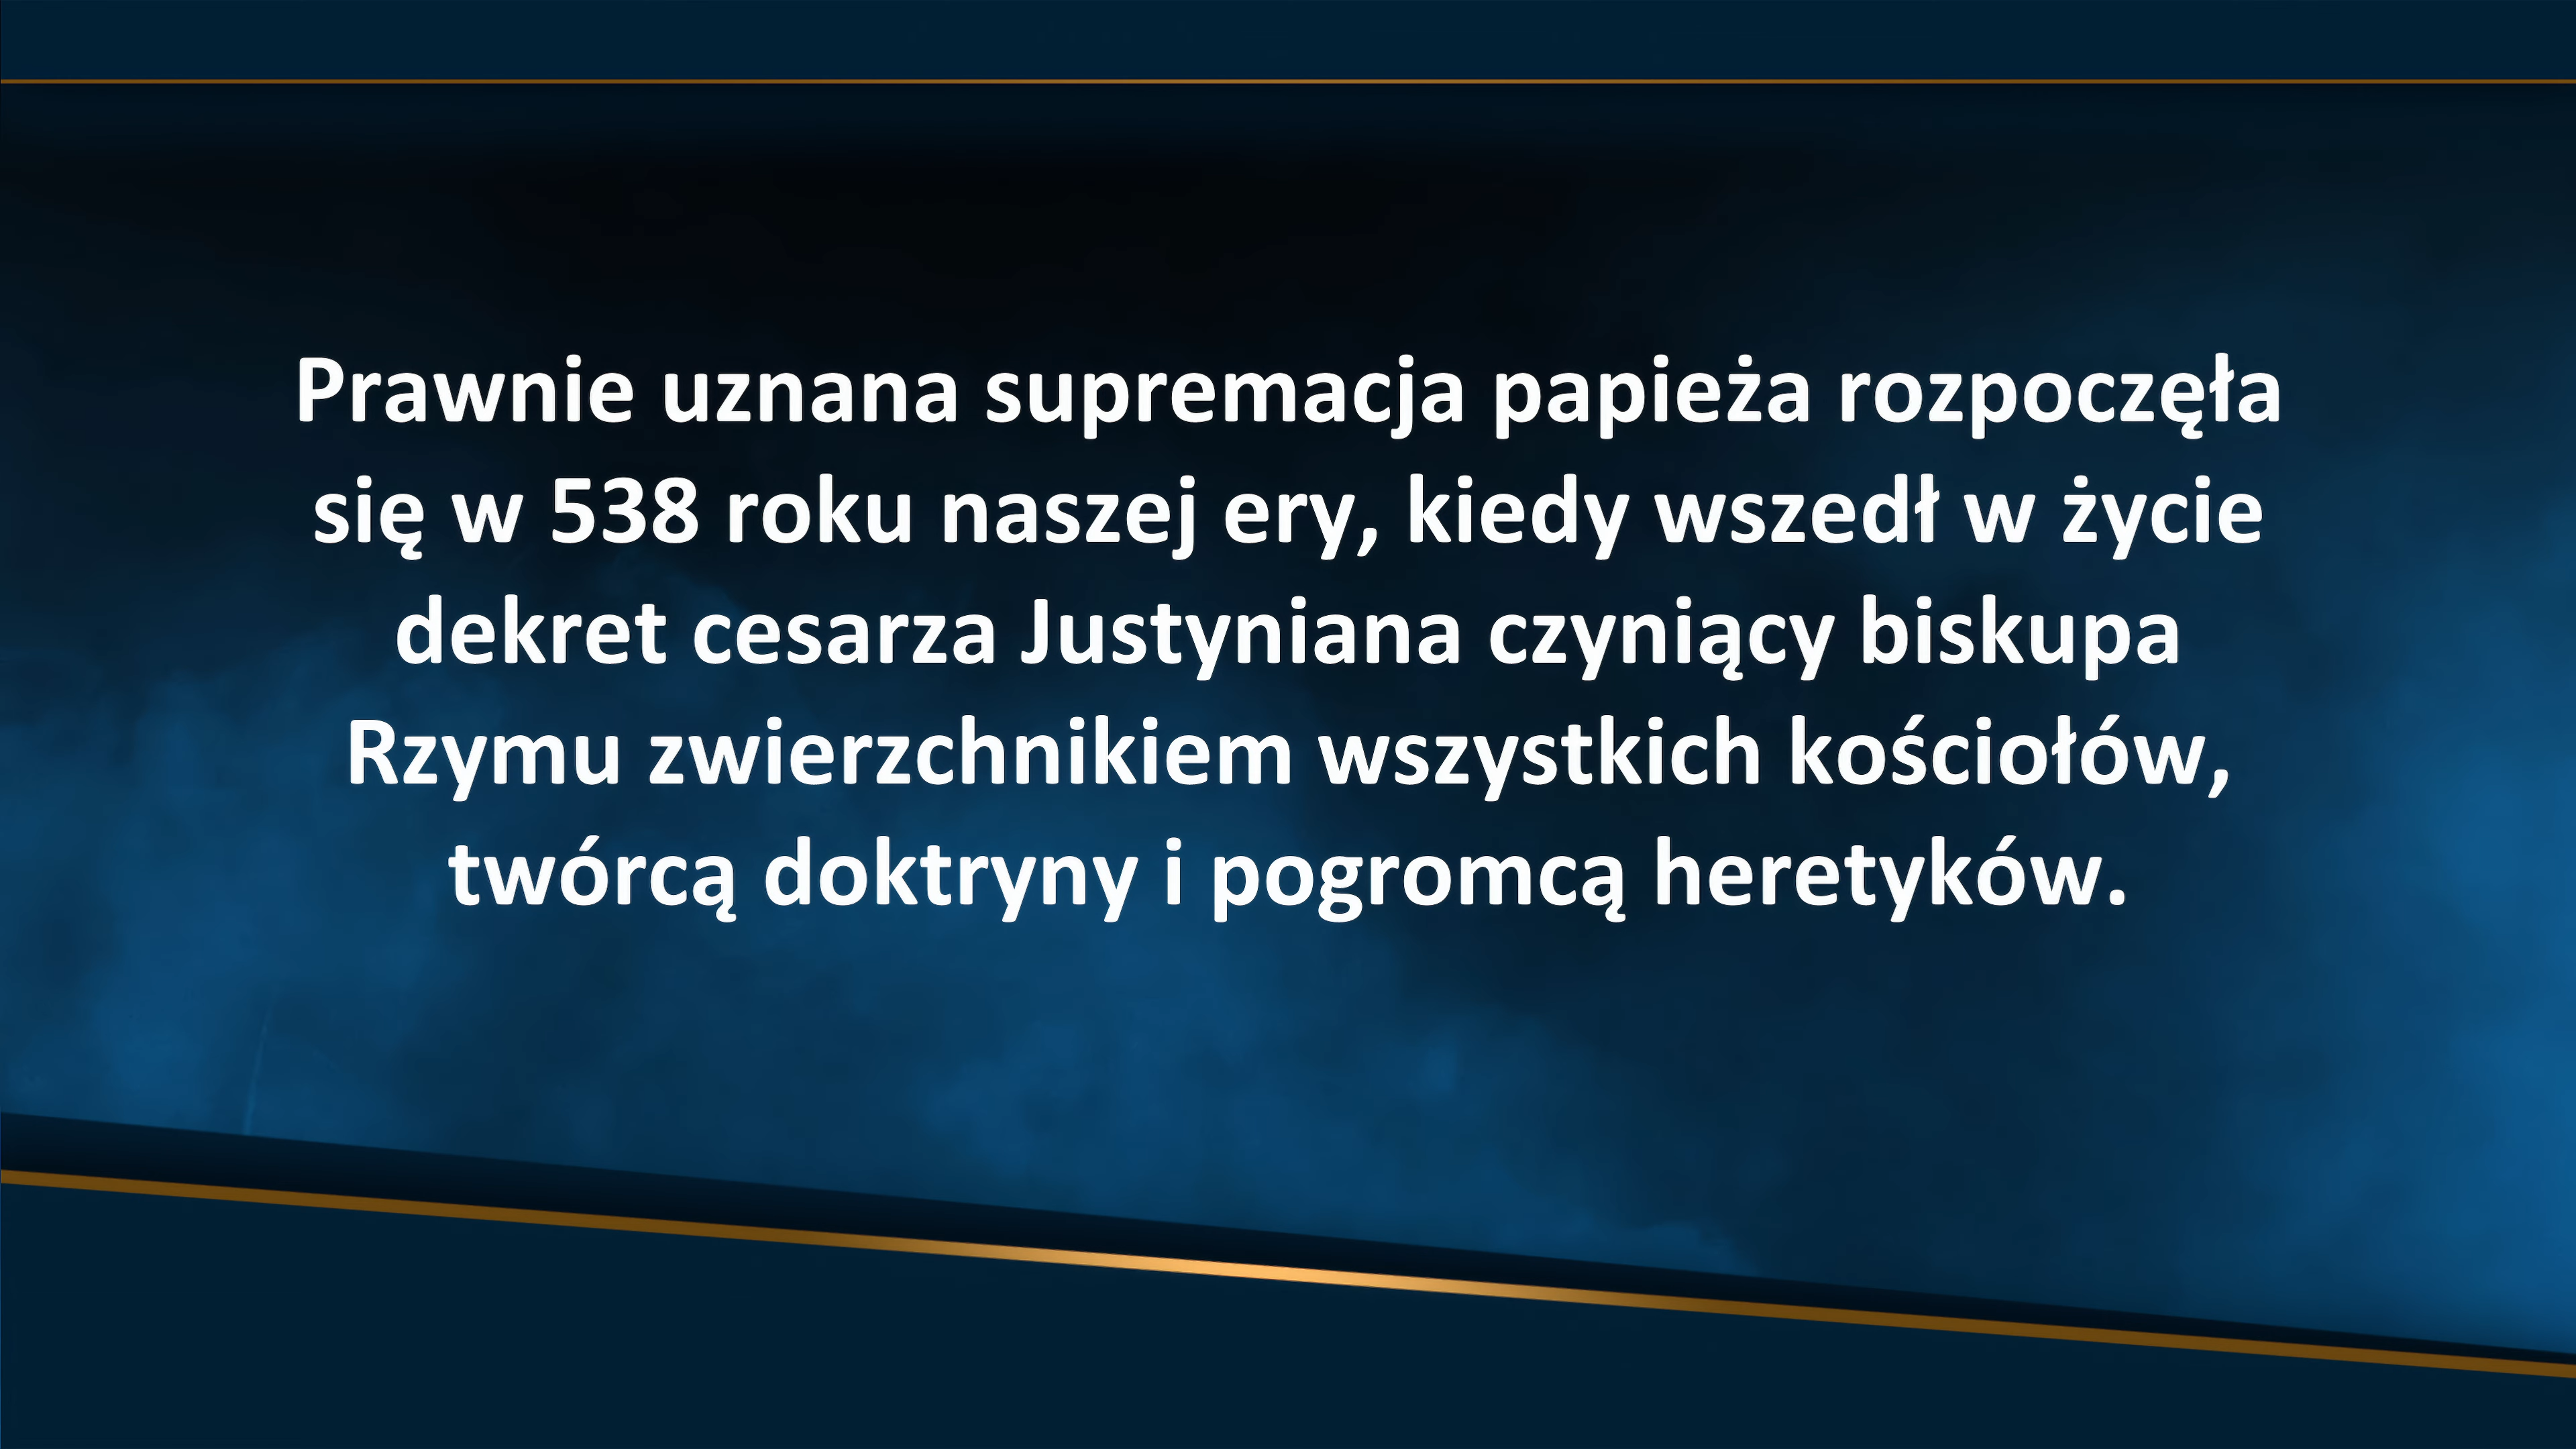 Prawnie uznana supremacja papieża rozpoczęła
się w 538 roku naszej ery, kiedy wszedł w życie
dekret cesarza Justyniana czyniący biskupa
Rzymu zwierzchnikiem wszystkich kościołów,
twórcą doktryny i pogromcą heretyków.